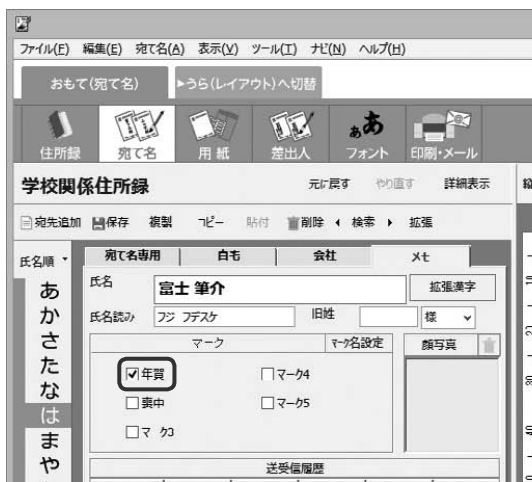 ファイル(F) 編集(E) 宛て名(A) 表示(V) ツール(I) ナビ(N) ヘルプ(H)
おもて(宛て名) ▶うら(レイアウト)へ切替
住所録 宛て名 用紙 差出人 フォント 印刷・メール
学校関係住所録 元に戻す やり直す 詳細表示
宛先追加 保存 複製 コピー 貼付 削除 検索 拡張
氏名順 宛て名専用 自宅 会社 メモ
あ 氏名 富士 筆介 拡張漢字
か 氏名読み フジ フデスケ 旧姓 様
さ マーク マーク名設定 顔写真
た 年賀 マーク4
な 喪中 マーク5
は マーク3
ま
や 送受信履歴